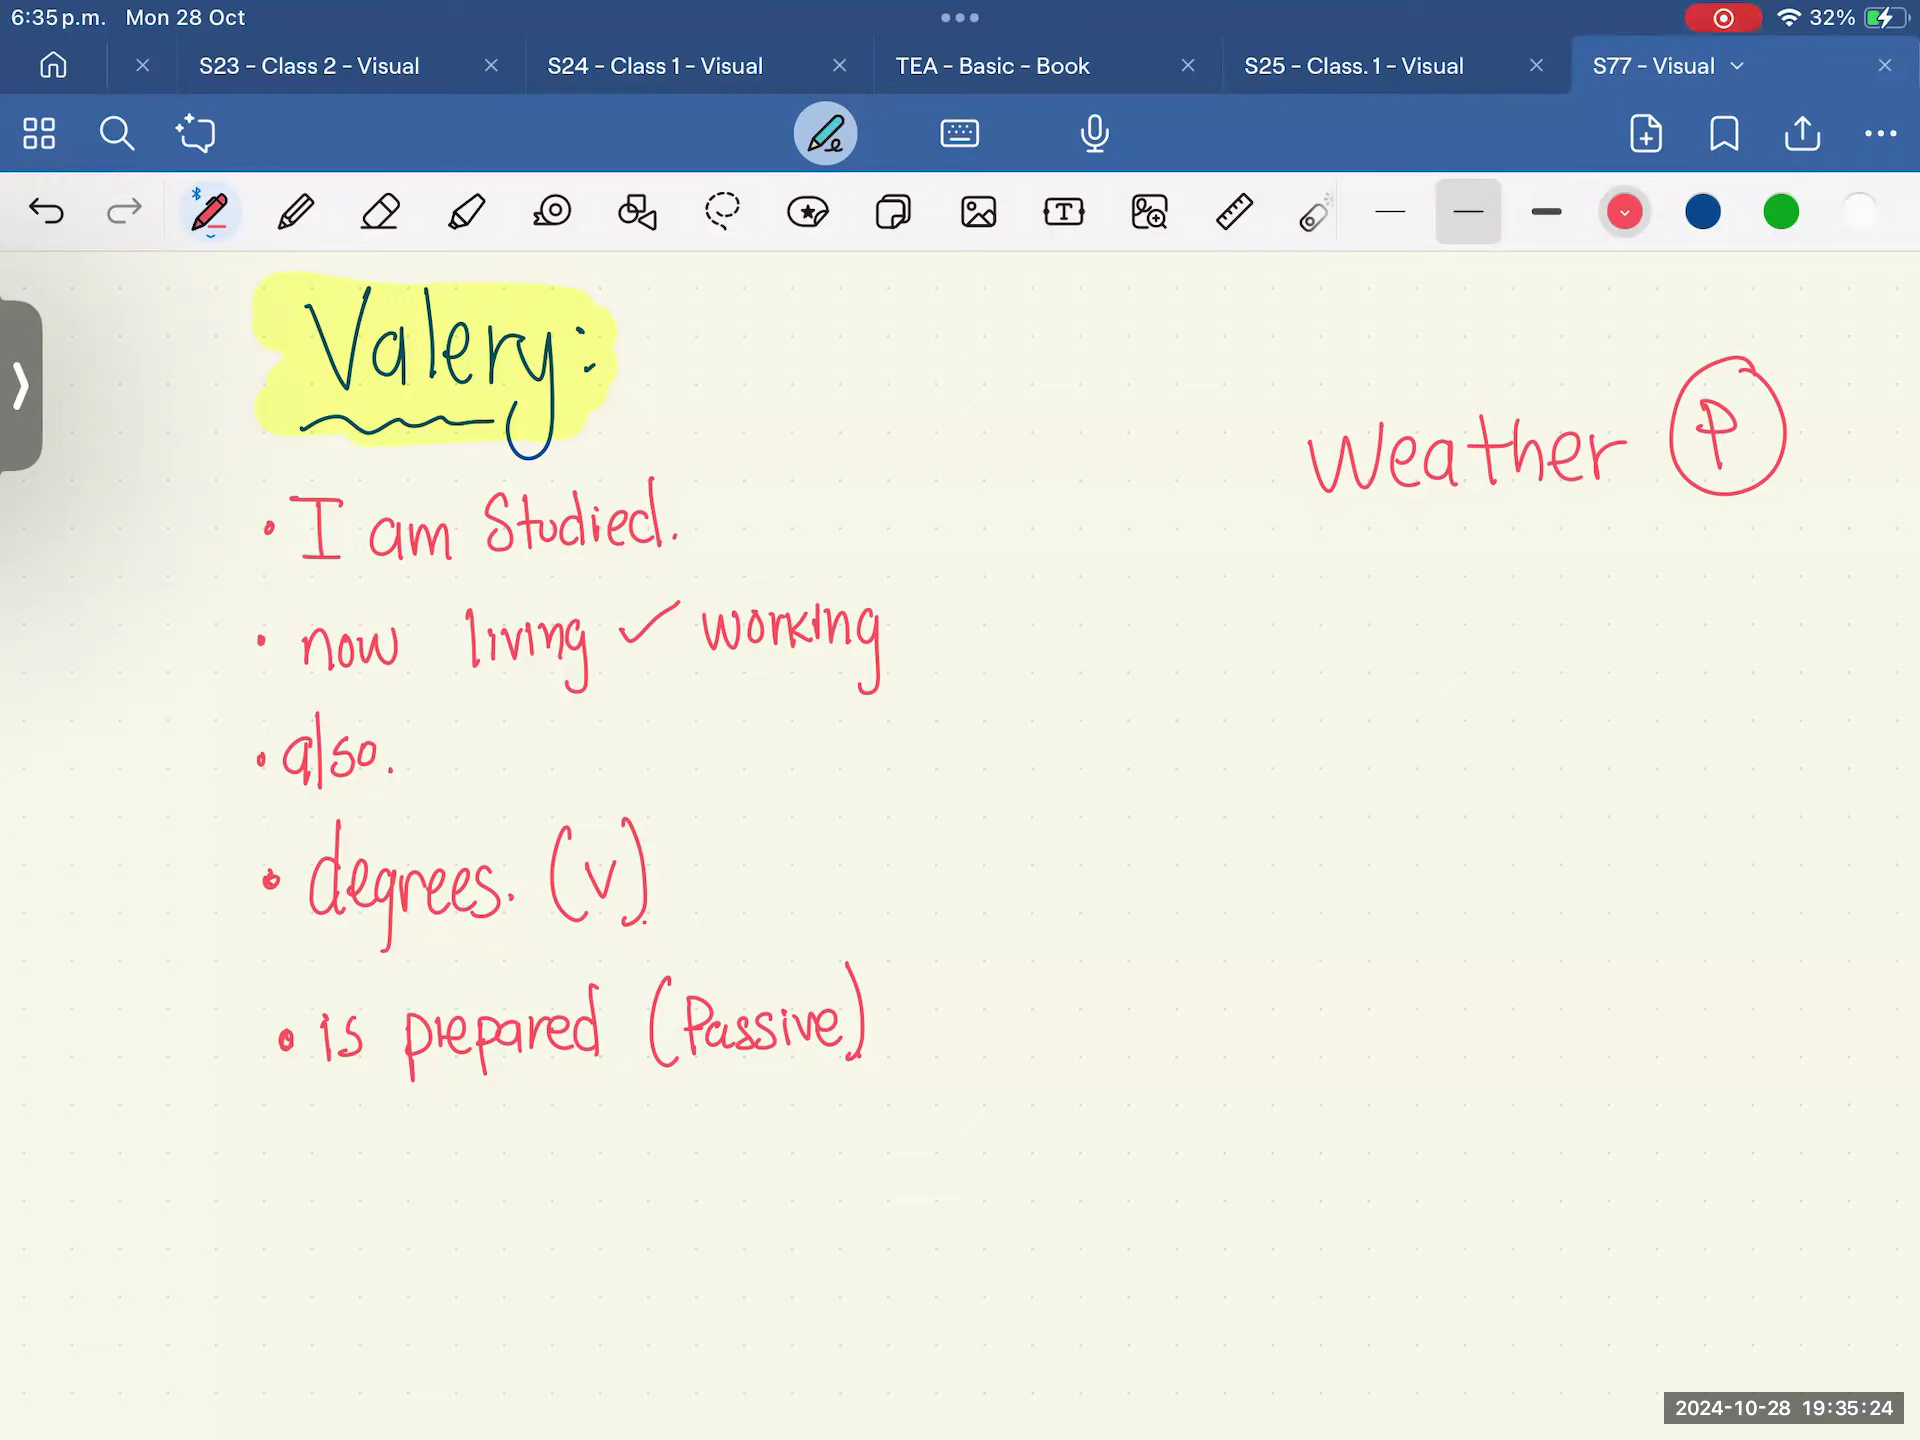 6:35 p.m. Mon 28 Oct
32%
S23 - Class 2 - Visual
S24 - Class 1 - Visual
TEA - Basic - Book
S25 - Class. 1 - Visual
S77 - Visual
Valery:
Weather P
• I am Studied.
• now living ✓ working
• also.
• degrees. (v).
• is prepared (Passive)
2024-10-28 19:35:24